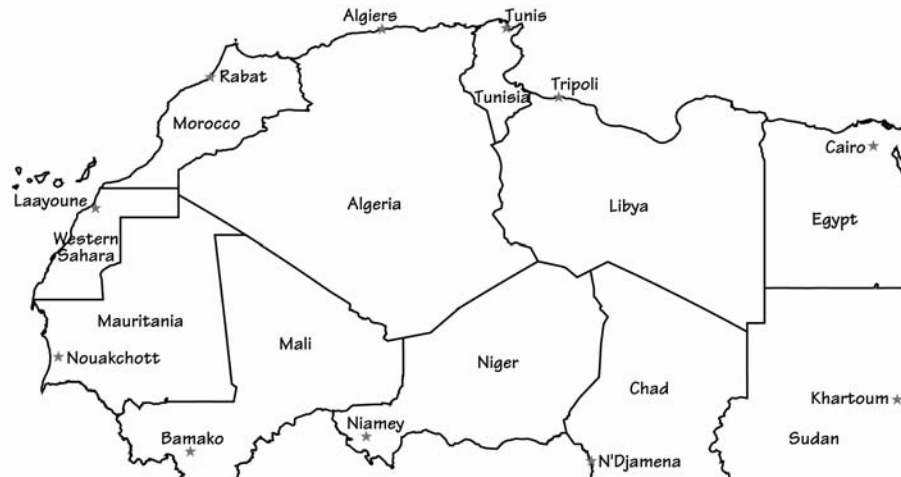 Algiers
Tunis
Rabat
Tripoli
Tunisia
Morocco
Cairo
Laayoune
Algeria
Libya
Egypt
Western
Sahara
Mauritania
Mali
Nouakchott
Niger
Chad
Khartoum
Niamey
Bamako
Sudan
N'Djamena